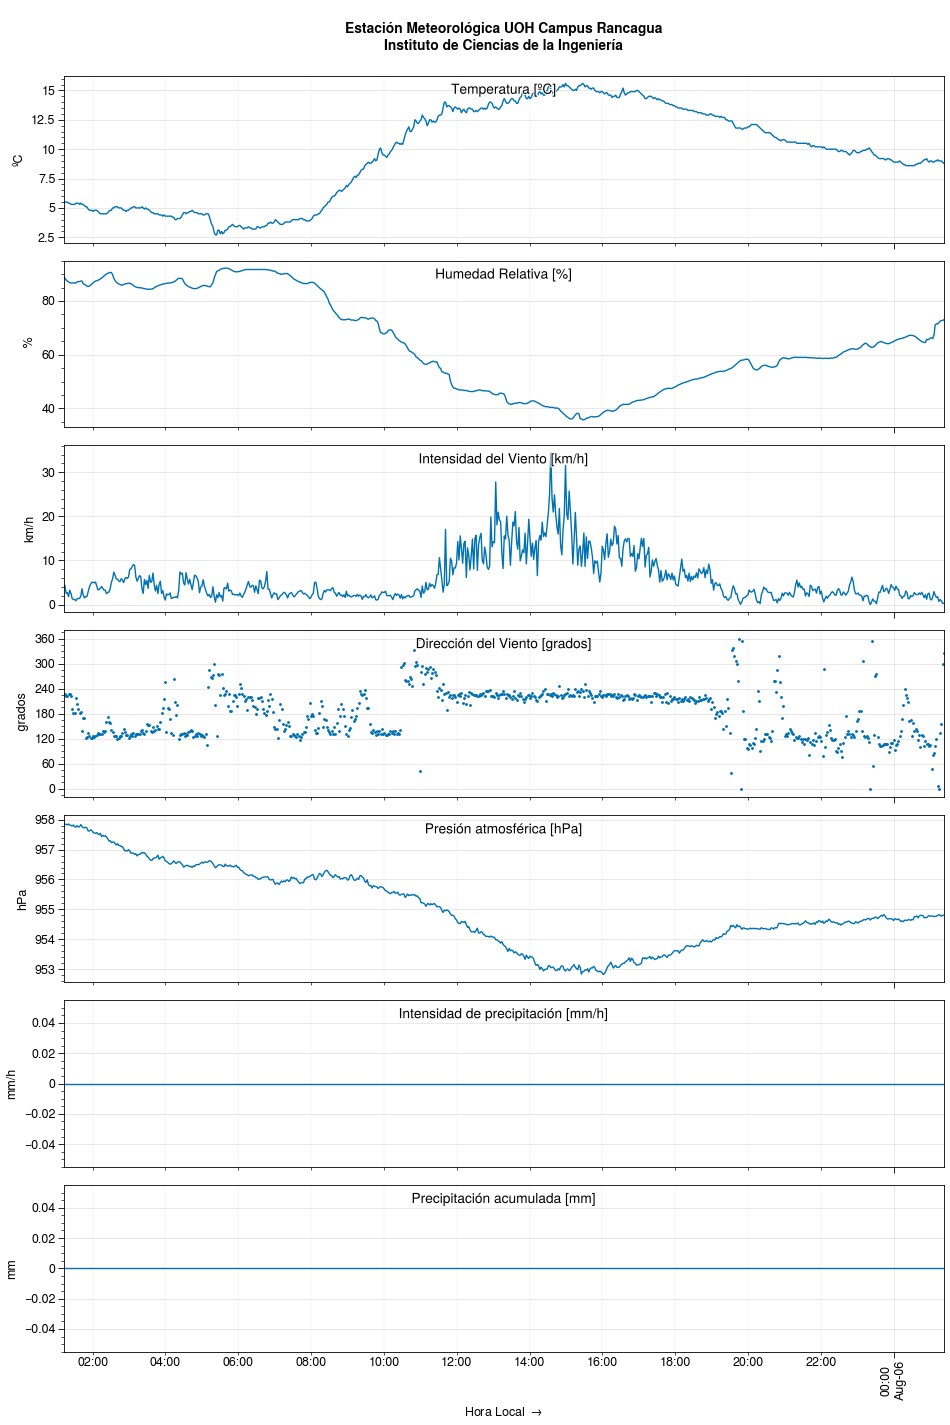 Estación Meteorológica UOH Campus Rancagua
Instituto de Ciencias de la Ingeniería
Temperatura [ºC]
ºC
15
12.5
10
7.5
5
2.5
Humedad Relativa [%]
%
80
60
40
Intensidad del Viento [km/h]
km/h
30
20
10
0
Dirección del Viento [grados]
grados
360
300
240
180
120
60
0
Presión atmosférica [hPa]
hPa
958
957
956
955
954
953
Intensidad de precipitación [mm/h]
mm/h
0.04
0.02
0
−0.02
−0.04
Precipitación acumulada [mm]
mm
0.04
0.02
0
−0.02
−0.04
02:00 04:00 06:00 08:00 10:00 12:00 14:00 16:00 18:00 20:00 22:00 00:00
Aug-06
Hora Local →